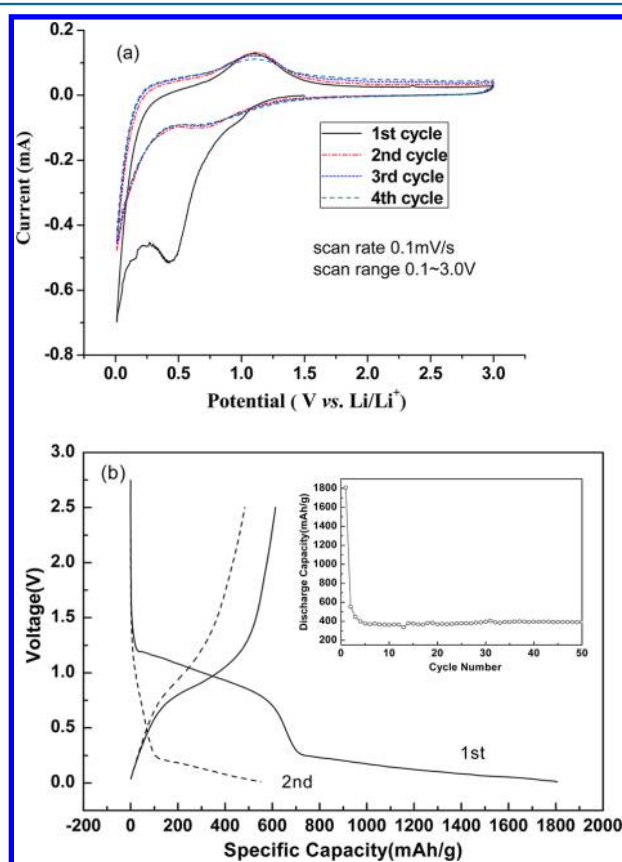 (a)
0.2
0.0
-0.2
-0.4
-0.6
-0.8
Current (mA)
1st cycle
2nd cycle
3rd cycle
4th cycle
scan rate 0.1mV/s
scan range 0.1~3.0V
0.0 0.5 1.0 1.5 2.0 2.5 3.0
Potential ( V vs. Li/Li⁺)
(b)
3.0
2.5
2.0
1.5
1.0
0.5
0.0
Voltage(V)
1800
1600
1400
1200
1000
800
600
400
200
Discharge Capacity(mAh/g)
0 10 20 30 40 50
Cycle Number
1st
2nd
-200 0 200 400 600 800 1000 1200 1400 1600 1800 2000
Specific Capacity(mAh/g)